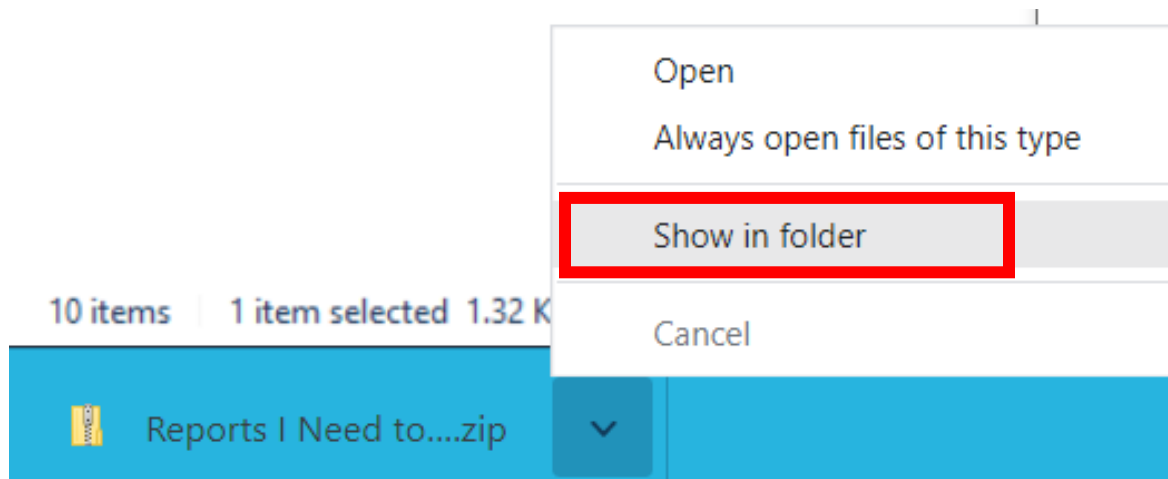 Open
Always open files of this type
Show in folder
Cancel
10 items 1 item selected 1.32 K
Reports I Need to....zip